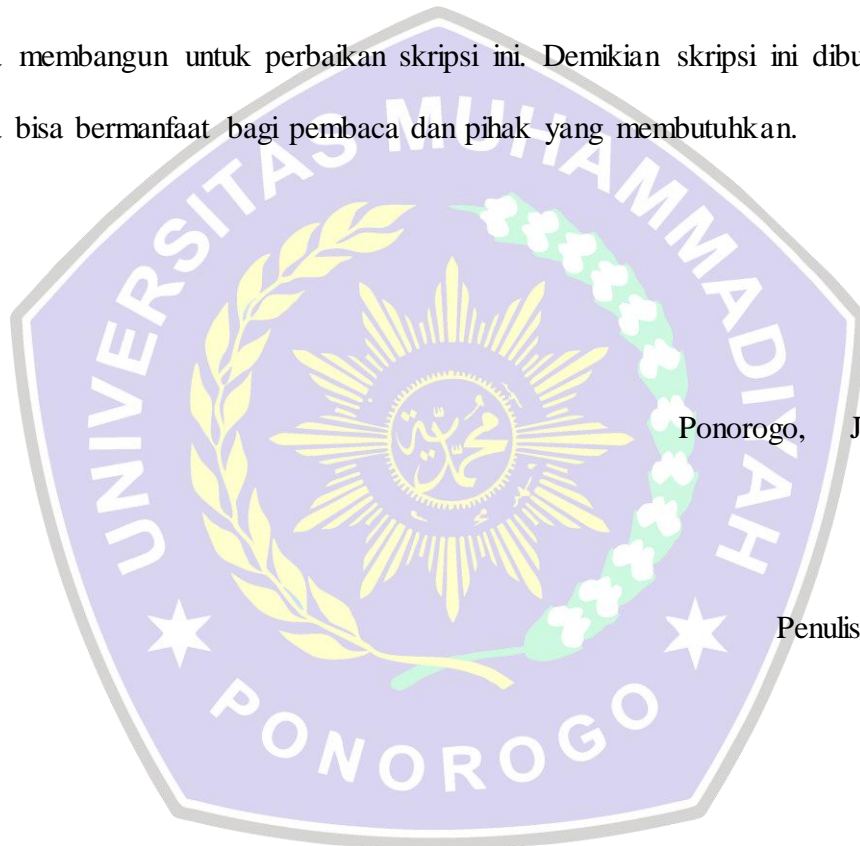 membangun untuk perbaikan skripsi ini. Demikian skripsi ini
bisa bermanfaat bagi pembaca dan pihak yang membutuhkan.
UNIVERSITAS MUHAMMADIYAH
محمدية
Ponorogo,
Penulis
PONOROGO